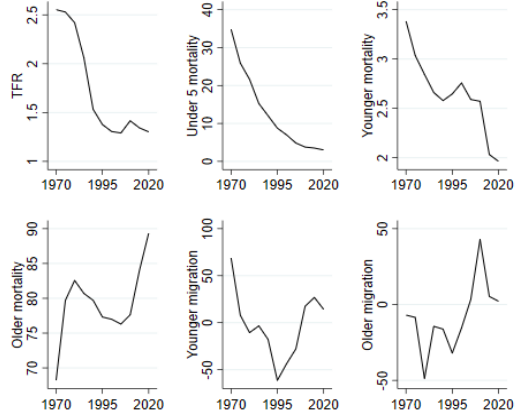 TFR
2.5
2
1.5
1
1970 1995 2020
Under 5 mortality
40
30
20
10
0
1970 1995 2020
Younger mortality
3.5
3
2.5
2
1970 1995 2020
Older mortality
90
85
80
75
70
1970 1995 2020
Younger migration
100
50
0
-50
1970 1995 2020
Older migration
50
0
-50
1970 1995 2020